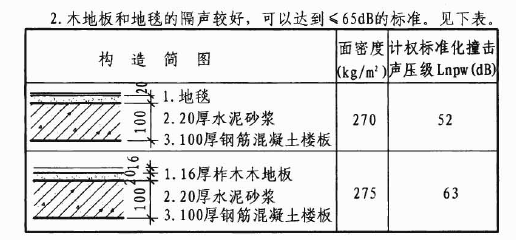 2.木地板和地毯的隔声较好，可以达到≤65dB的标准。见下表。
构造简图 面密度(kg/m²) 计权标准化撞击声压级Lnpw(dB)
20
100
1.地毯
2.20厚水泥砂浆
3.100厚钢筋混凝土楼板
270 52
16
20
100
1.16厚柞木木地板
2.20厚水泥砂浆
3.100厚钢筋混凝土楼板
275 63